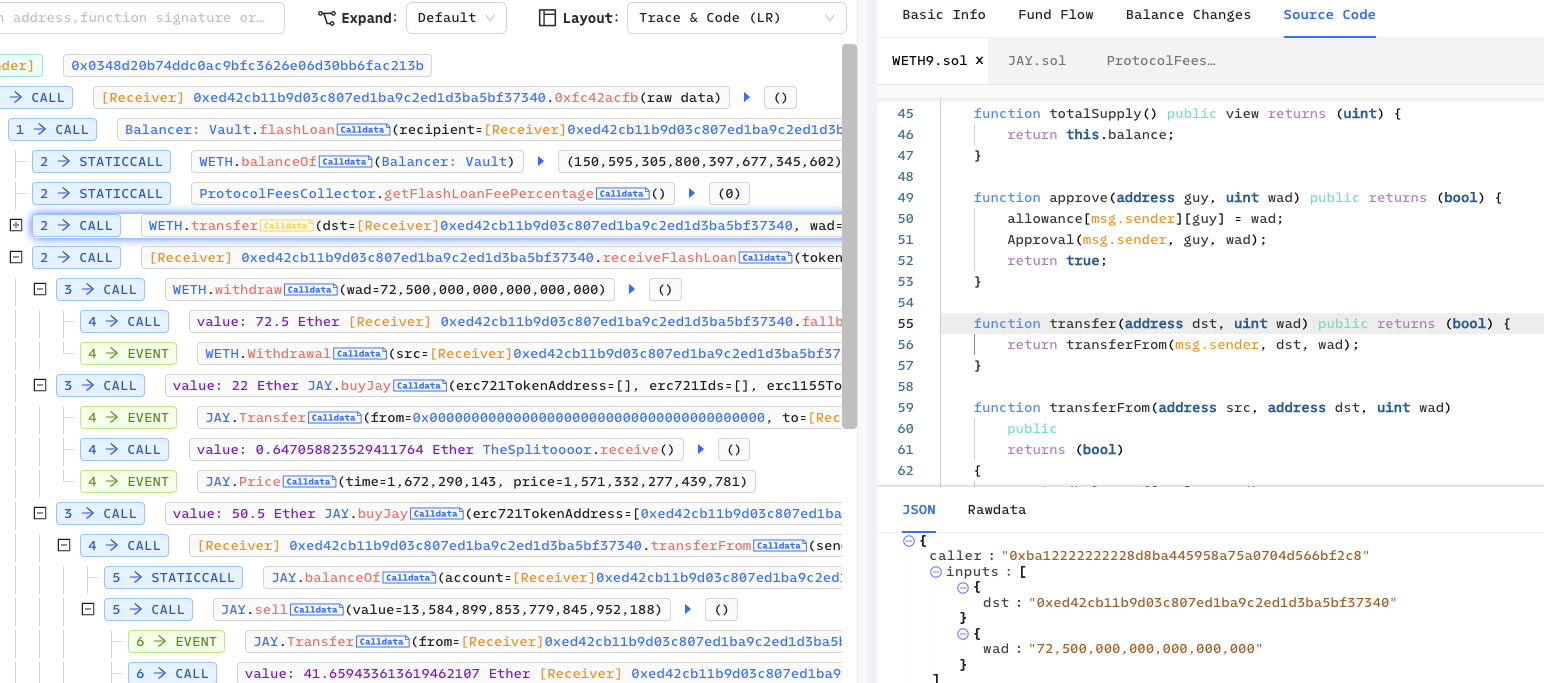 n address,function signature or…
Expand:
Default
Layout:
Trace & Code (LR)
nder]
0x0348d20b74ddc0ac9bfc3626e06d30bb6fac213b
→ CALL [Receiver] 0xed42cb11b9d03c807ed1ba9c2ed1d3ba5bf37340.0xfc42acfb(raw data) ()
1 → CALL Balancer: Vault.flashLoan Calldata (recipient=[Receiver]0xed42cb11b9d03c807ed1ba9c2ed1d3b
2 → STATICCALL WETH.balanceOf Calldata (Balancer: Vault) (150,595,305,800,397,677,345,602)
2 → STATICCALL ProtocolFeesCollector.getFlashLoanFeePercentage Calldata () (0)
2 → CALL WETH.transfer Calldata (dst=[Receiver]0xed42cb11b9d03c807ed1ba9c2ed1d3ba5bf37340, wad=
2 → CALL [Receiver] 0xed42cb11b9d03c807ed1ba9c2ed1d3ba5bf37340.receiveFlashLoan Calldata (token
3 → CALL WETH.withdraw Calldata (wad=72,500,000,000,000,000,000) ()
4 → CALL value: 72.5 Ether [Receiver] 0xed42cb11b9d03c807ed1ba9c2ed1d3ba5bf37340.fallb
4 → EVENT WETH.Withdrawal Calldata (src=[Receiver]0xed42cb11b9d03c807ed1ba9c2ed1d3ba5bf37
3 → CALL value: 22 Ether JAY.buyJay Calldata (erc721TokenAddress=[], erc721Ids=[], erc1155To
4 → EVENT JAY.Transfer Calldata (from=0x0000000000000000000000000000000000000000, to=[Rec
4 → CALL value: 0.647058823529411764 Ether TheSplitoooor.receive() ()
4 → EVENT JAY.Price Calldata (time=1,672,290,143, price=1,571,332,277,439,781)
3 → CALL value: 50.5 Ether JAY.buyJay Calldata (erc721TokenAddress=[0xed42cb11b9d03c807ed1ba
4 → CALL [Receiver] 0xed42cb11b9d03c807ed1ba9c2ed1d3ba5bf37340.transferFrom Calldata (sen
5 → STATICCALL JAY.balanceOf Calldata (account=[Receiver]0xed42cb11b9d03c807ed1ba9c2ed
5 → CALL JAY.sell Calldata (value=13,584,899,853,779,845,952,188) ()
6 → EVENT JAY.Transfer Calldata (from=[Receiver]0xed42cb11b9d03c807ed1ba9c2ed1d3ba5b
6 → CALL value: 41.659433613619462107 Ether [Receiver] 0xed42cb11b9d03c807ed1ba9
Basic Info
Fund Flow
Balance Changes
Source Code
WETH9.sol ×
JAY.sol
ProtocolFees…
45 function totalSupply() public view returns (uint) {
46 return this.balance;
47 }
48
49 function approve(address guy, uint wad) public returns (bool) {
50 allowance[msg.sender][guy] = wad;
51 Approval(msg.sender, guy, wad);
52 return true;
53 }
54
55 function transfer(address dst, uint wad) public returns (bool) {
56 return transferFrom(msg.sender, dst, wad);
57 }
58
59 function transferFrom(address src, address dst, uint wad)
60 public
61 returns (bool)
62 {
JSON
Rawdata
{
caller : "0xba12222222228d8ba445958a75a0704d566bf2c8"
inputs : [
{
dst : "0xed42cb11b9d03c807ed1ba9c2ed1d3ba5bf37340"
}
{
wad : "72,500,000,000,000,000,000"
}
]